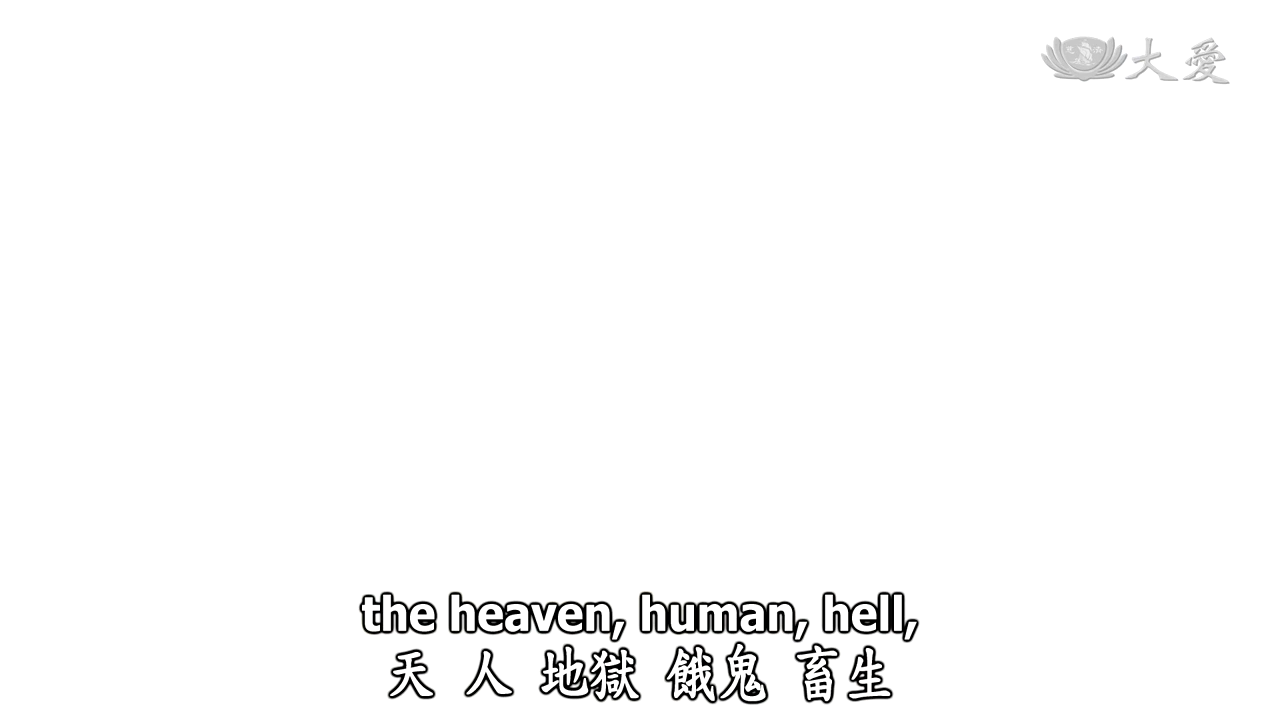 大愛
the heaven, human, hell,
天 人 地獄 餓鬼 畜生